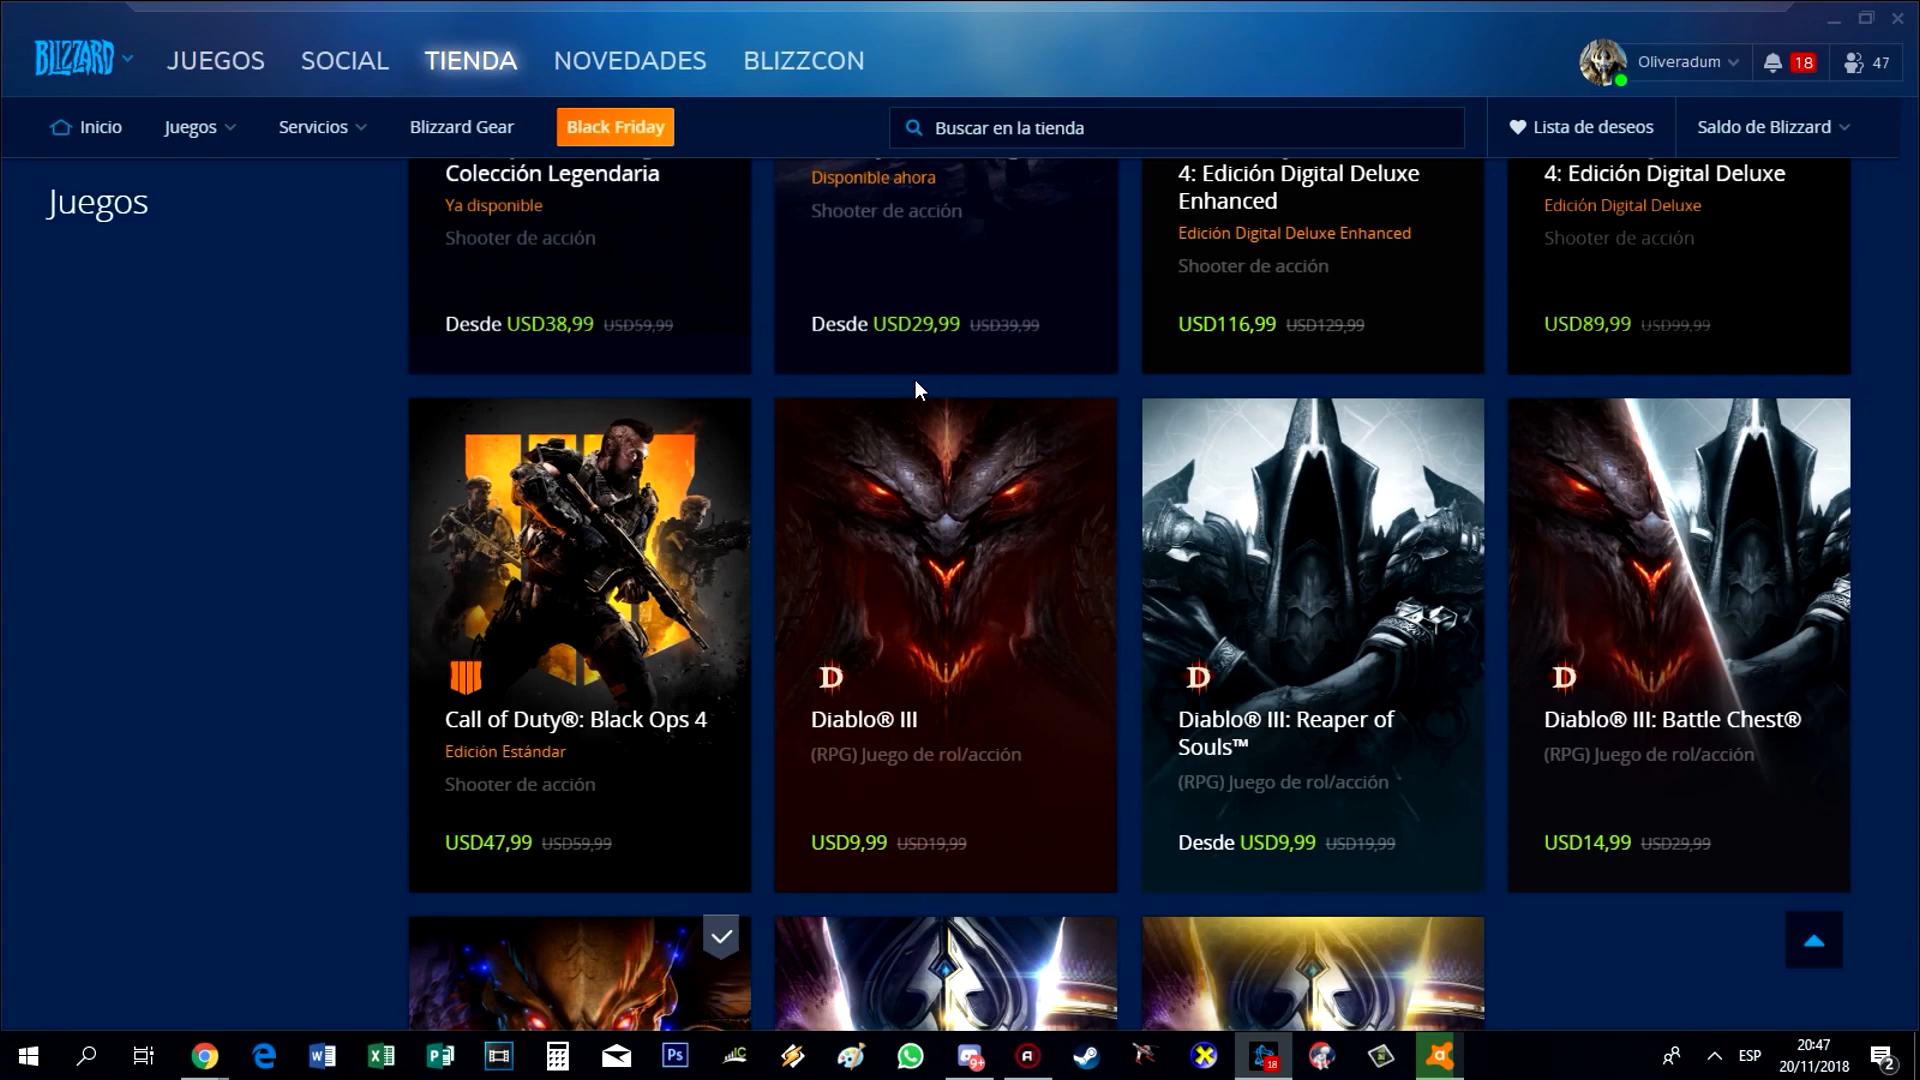 BLIZZARD
JUEGOS
SOCIAL
TIENDA
NOVEDADES
BLIZZCON
Oliveradum
18
47
Inicio
Juegos
Servicios
Blizzard Gear
Black Friday
Buscar en la tienda
Lista de deseos
Saldo de Blizzard
Juegos
Colección Legendaria
Ya disponible
Shooter de acción
Desde USD38,99 USD59,99
Disponible ahora
Shooter de acción
Desde USD29,99 USD39,99
4: Edición Digital Deluxe
Enhanced
Edición Digital Deluxe Enhanced
Shooter de acción
USD116,99 USD129,99
4: Edición Digital Deluxe
Edición Digital Deluxe
Shooter de acción
USD89,99 USD99,99
Call of Duty®: Black Ops 4
Edición Estándar
Shooter de acción
USD47,99 USD59,99
D
Diablo® III
(RPG) Juego de rol/acción
USD9,99 USD19,99
D
Diablo® III: Reaper of
Souls™
(RPG) Juego de rol/acción
Desde USD9,99 USD19,99
D
Diablo® III: Battle Chest®
(RPG) Juego de rol/acción
USD14,99 USD29,99
Ps
18
ESP
20:47
20/11/2018
2